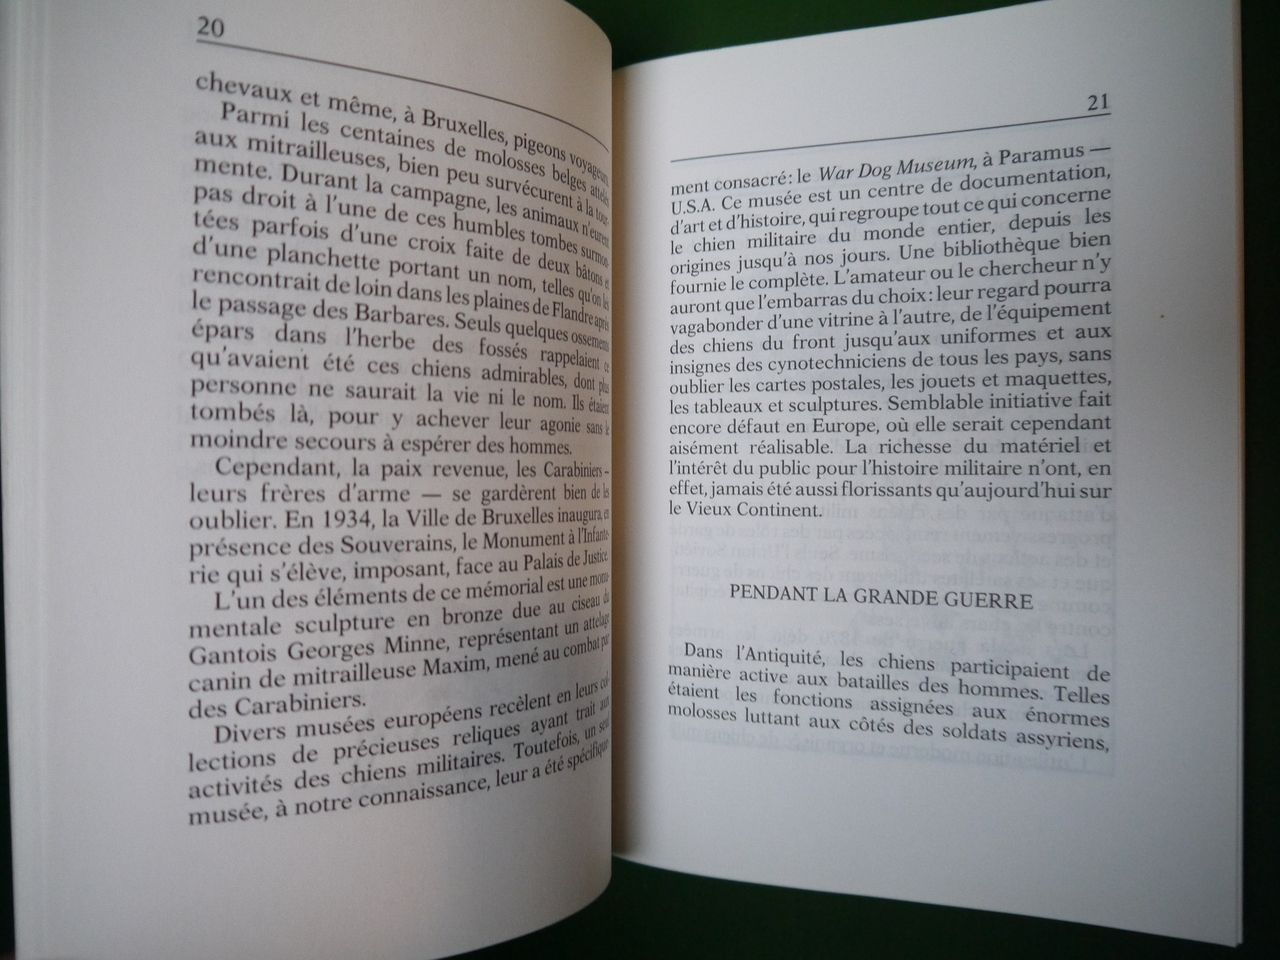 20
chevaux et même, à Bruxelles, pigeons voyageurs.
Parmi les centaines de molosses belges attelés
aux mitrailleuses, bien peu survécurent à la tour-
mente. Durant la campagne, les animaux n'eurent
pas droit à l'une de ces humbles tombes surmon-
tées parfois d'une croix faite de deux bâtons et
d'une planchette portant un nom, telles qu'on les
rencontrait de loin dans les plaines de Flandre après
le passage des Barbares. Seuls quelques ossements
épars dans l'herbe des fossés rappelaient ce
qu'avaient été ces chiens admirables, dont plus
personne ne saurait la vie ni le nom. Ils étaient
tombés là, pour y achever leur agonie sans le
moindre secours à espérer des hommes.
Cependant, la paix revenue, les Carabiniers –
leurs frères d'arme — se gardèrent bien de les
oublier. En 1934, la Ville de Bruxelles inaugura, en
présence des Souverains, le Monument à l'Infante-
rie qui s'élève, imposant, face au Palais de Justice.
L'un des éléments de ce mémorial est une monu-
mentale sculpture en bronze due au ciseau du
Gantois Georges Minne, représentant un attelage
canin de mitrailleuse Maxim, mené au combat par
des Carabiniers.
Divers musées européens recèlent en leurs col-
lections de précieuses reliques ayant trait aux
activités des chiens militaires. Toutefois, un seul
musée, à notre connaissance, leur a été spécifique-
21
ment consacré: le War Dog Museum, à Paramus —
U.S.A. Ce musée est un centre de documentation,
d'art et d'histoire, qui regroupe tout ce qui concerne
le chien militaire du monde entier, depuis les
origines jusqu'à nos jours. Une bibliothèque bien
fournie le complète. L'amateur ou le chercheur n'y
auront que l'embarras du choix: leur regard pourra
vagabonder d'une vitrine à l'autre, de l'équipement
des chiens du front jusqu'aux uniformes et aux
insignes des cynotechniciens de tous les pays, sans
oublier les cartes postales, les jouets et maquettes,
les tableaux et sculptures. Semblable initiative fait
encore défaut en Europe, où elle serait cependant
aisément réalisable. La richesse du matériel et
l'intérêt du public pour l'histoire militaire n'ont, en
effet, jamais été aussi florissants qu'aujourd'hui sur
le Vieux Continent.
PENDANT LA GRANDE GUERRE
Dans l'Antiquité, les chiens participaient de
manière active aux batailles des hommes. Telles
étaient les fonctions assignées aux énormes
molosses luttant aux côtés des soldats assyriens,